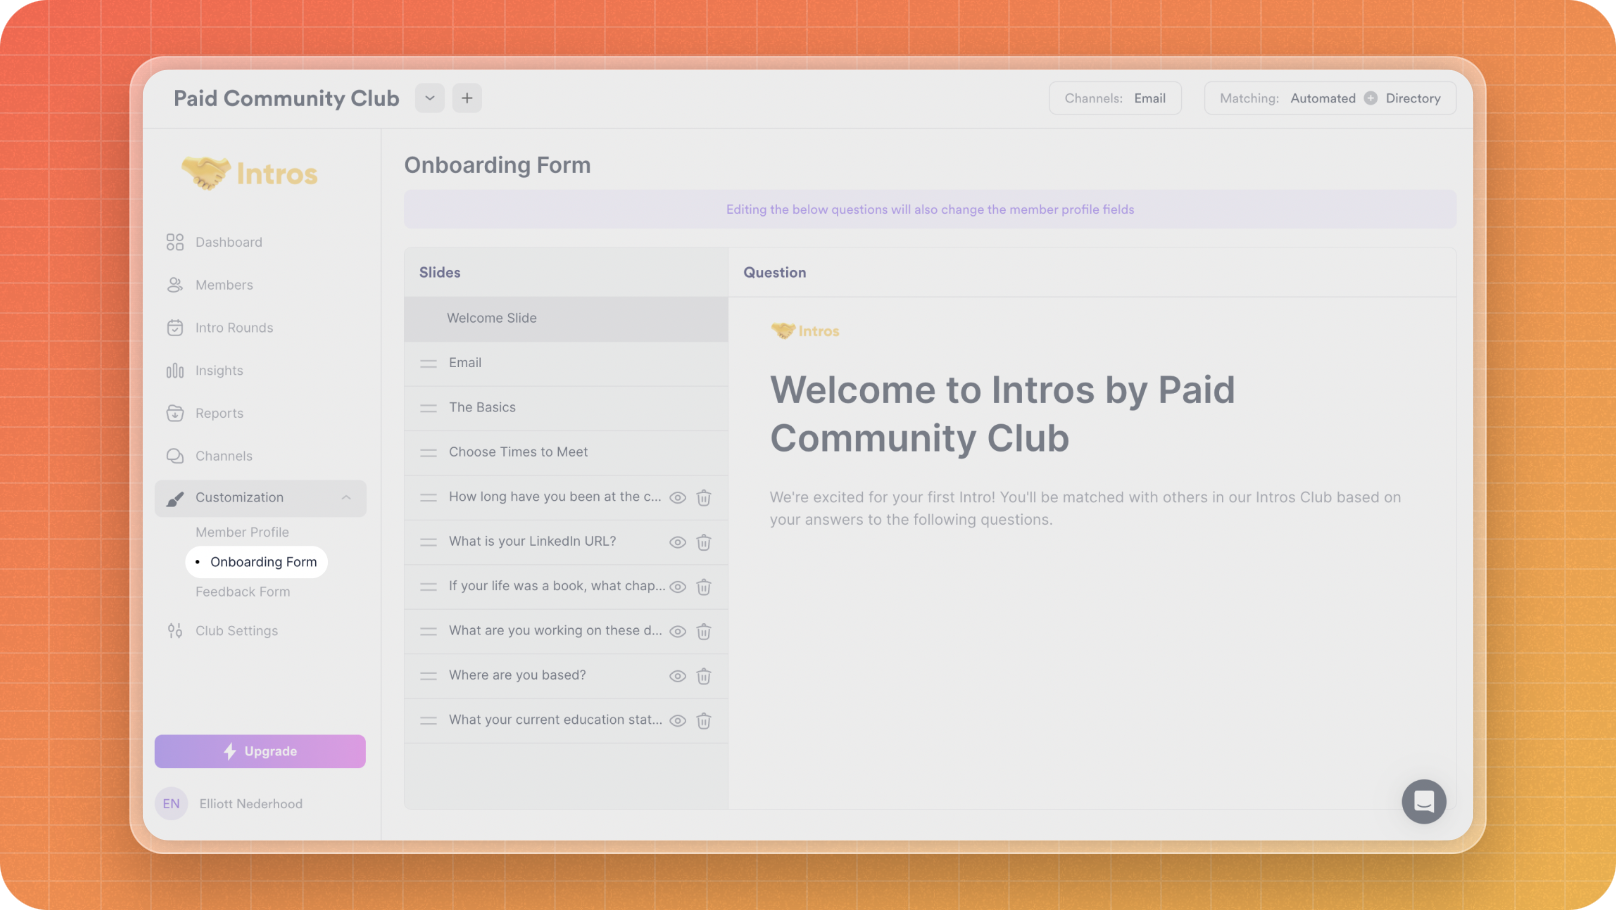 Paid Community Club
Channels: Email
Matching: Automated + Directory
Intros
Dashboard
Members
Intro Rounds
Insights
Reports
Channels
Customization
Member Profile
• Onboarding Form
Feedback Form
Club Settings
Upgrade
EN Elliott Nederhood
Onboarding Form
Editing the below questions will also change the member profile fields
Slides
Welcome Slide
Email
The Basics
Choose Times to Meet
How long have you been at the c...
What is your LinkedIn URL?
If your life was a book, what chap...
What are you working on these d...
Where are you based?
What your current education stat...
Question
Intros
Welcome to Intros by Paid
Community Club
We're excited for your first Intro! You'll be matched with others in our Intros Club based on
your answers to the following questions.